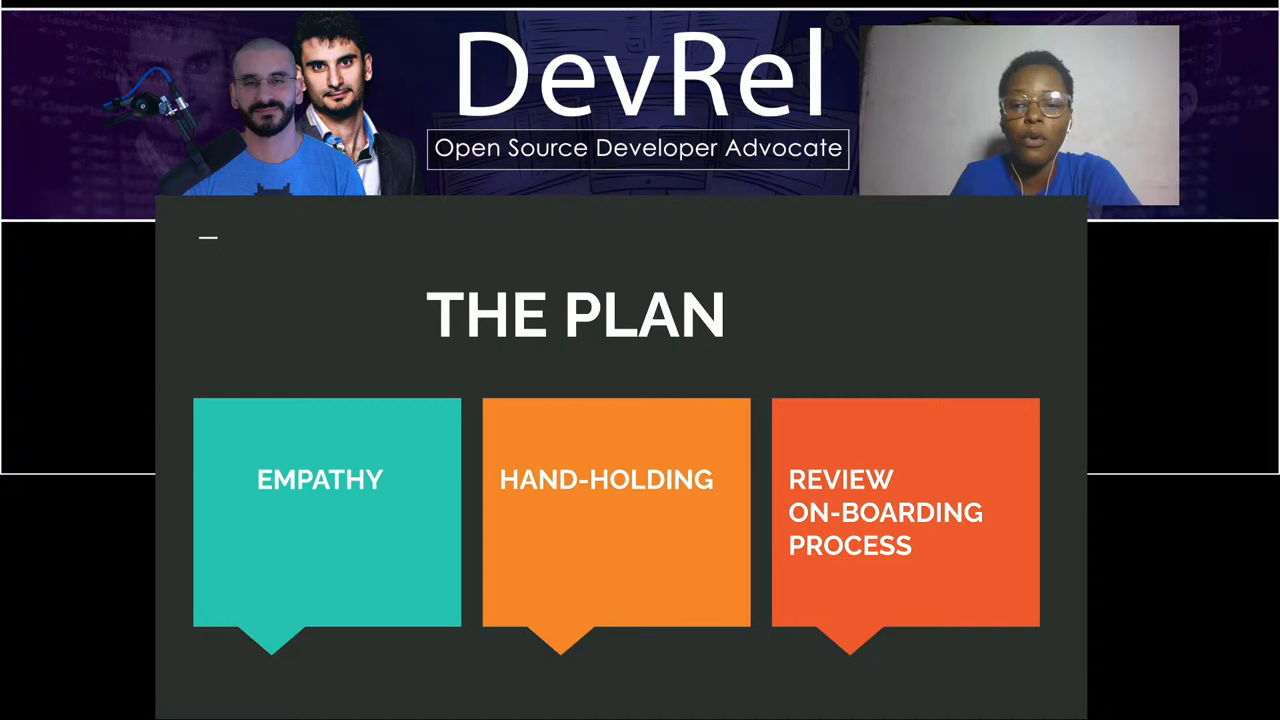 DevRel
Open Source Developer Advocate
THE PLAN
EMPATHY
HAND-HOLDING
REVIEW
ON-BOARDING
PROCESS